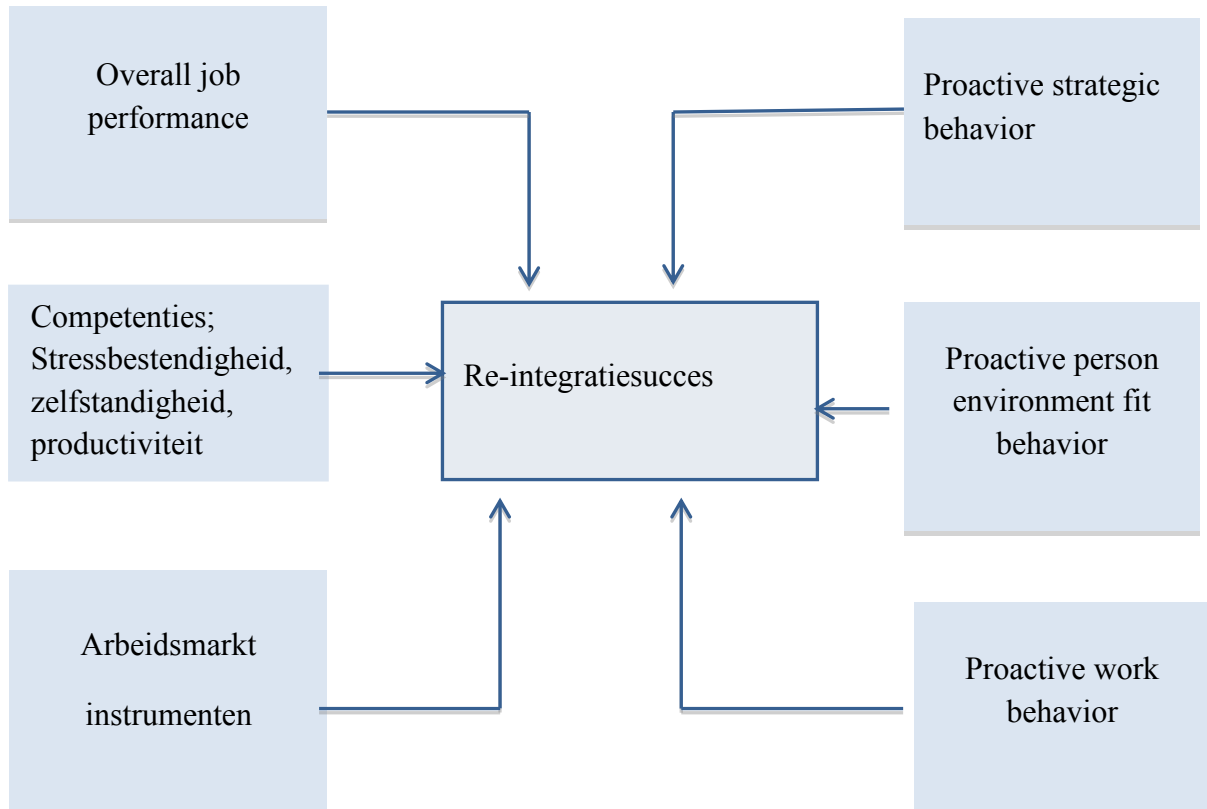 Overall job
performance
Proactive strategic
behavior
Competenties;
Stressbestendigheid,
zelfstandigheid,
productiviteit
Re-integratiesucces
Proactive person
environment fit
behavior
Arbeidsmarkt
instrumenten
Proactive work
behavior